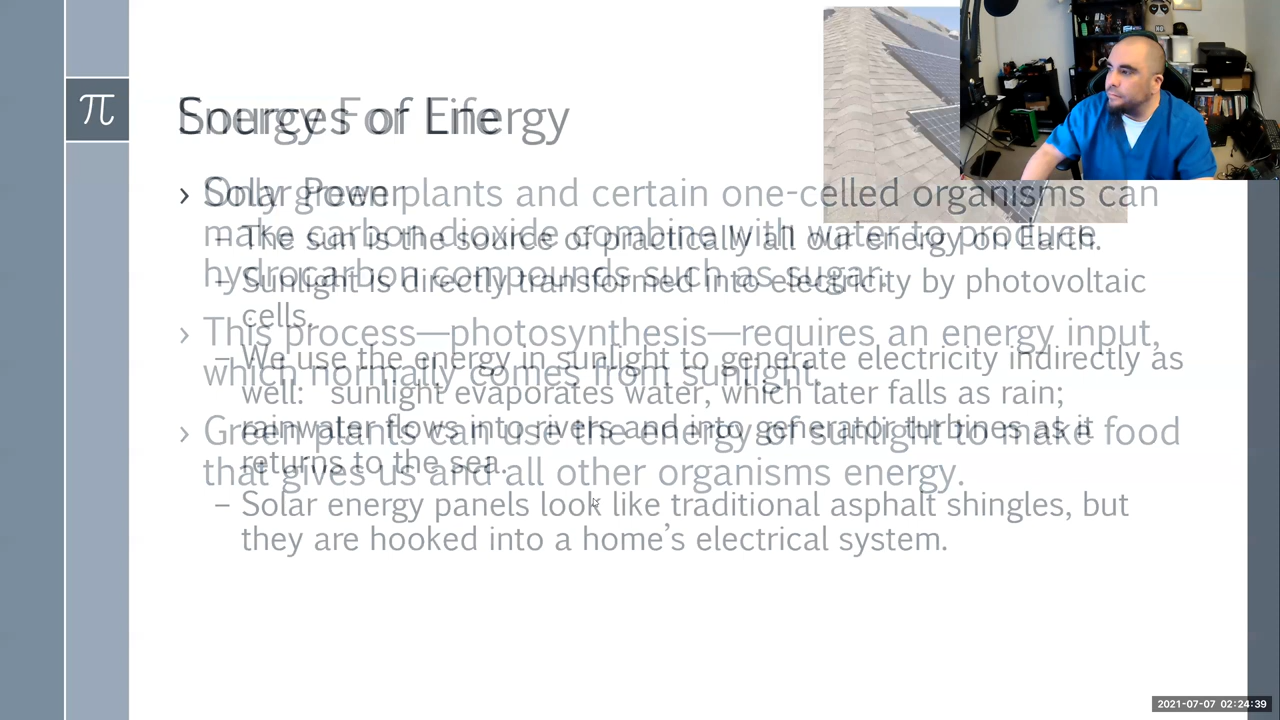 π
Energy For Life
Sources of Energy
› Only green plants and certain one-celled organisms can
make carbon dioxide combine with water to produce
hydrocarbon compounds such as sugar.
› This process—photosynthesis—requires an energy input,
which normally comes from sunlight.
› Green plants can use the energy of sunlight to make food
that gives us and all other organisms energy.
› Solar Power:
– The sun is the source of practically all our energy on Earth.
– Sunlight is directly transformed into electricity by photovoltaic
cells.
– We use the energy in sunlight to generate electricity indirectly as
well: sunlight evaporates water, which later falls as rain;
rainwater flows into rivers and into generator turbines as it
returns to the sea.
– Solar energy panels look like traditional asphalt shingles, but
they are hooked into a home’s electrical system.
2021-07-07 02:24:39